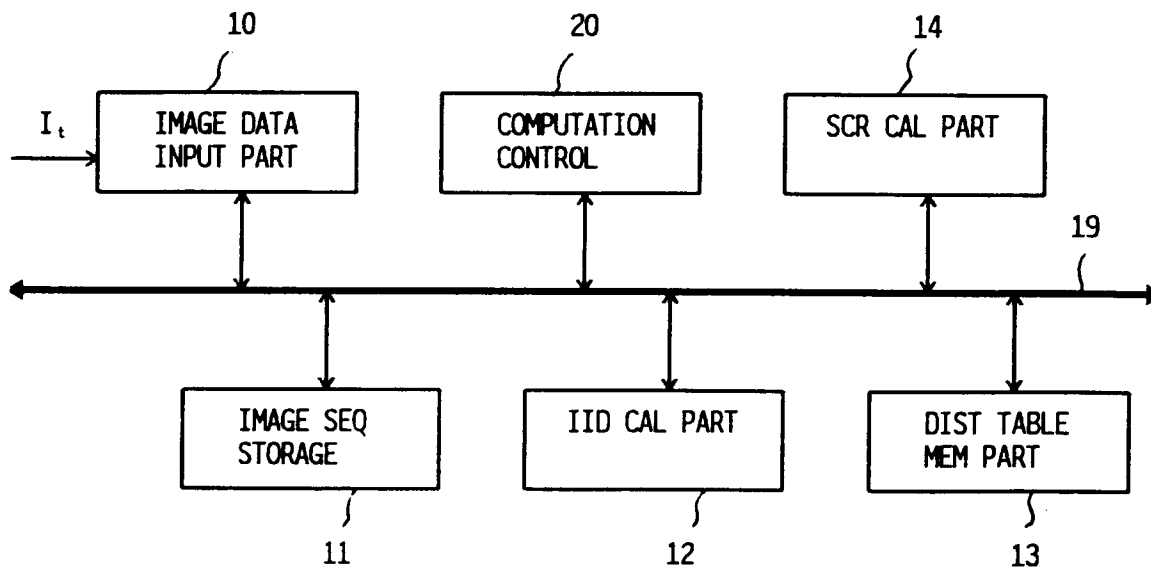 10
20
14
It
IMAGE DATA
INPUT PART
COMPUTATION
CONTROL
SCR CAL PART
19
IMAGE SEQ
STORAGE
IID CAL PART
DIST TABLE
MEM PART
11
12
13